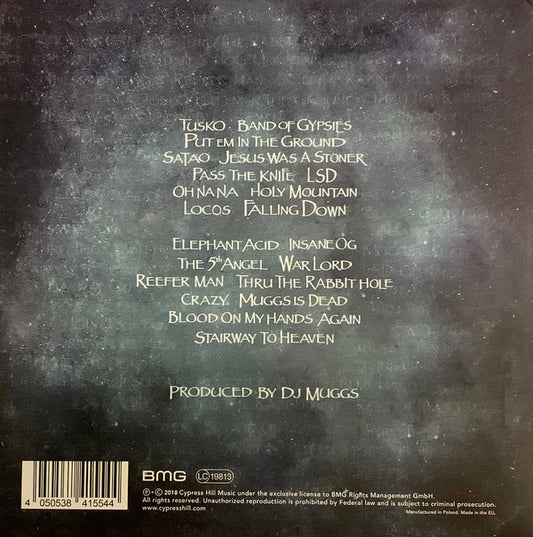 Tusko . Band of Gypsies
Put em In the Ground
Satao . Jesus Was A Stoner
Pass The Knife LSD
Oh Na Na Holy Mountain
Locos Falling Down
Elephant Acid Insane Og
The 5th Angel War Lord
Reefer Man Thru The Rabbit Hole
Crazy. Muggs is Dead
Blood On My Hands Again
Stairway To Heaven
Produced by DJ Muggs
BMG LC 19813
℗+© 2018 Cypress Hill Music under the exclusive license to BMG Rights Management GmbH.
All rights reserved. Unauthorized reproduction is prohibited by Federal law and is subject to criminal prosecution.
www.cypresshill.com
Manufactured in Poland. Made in the EU.
4 050538 415544